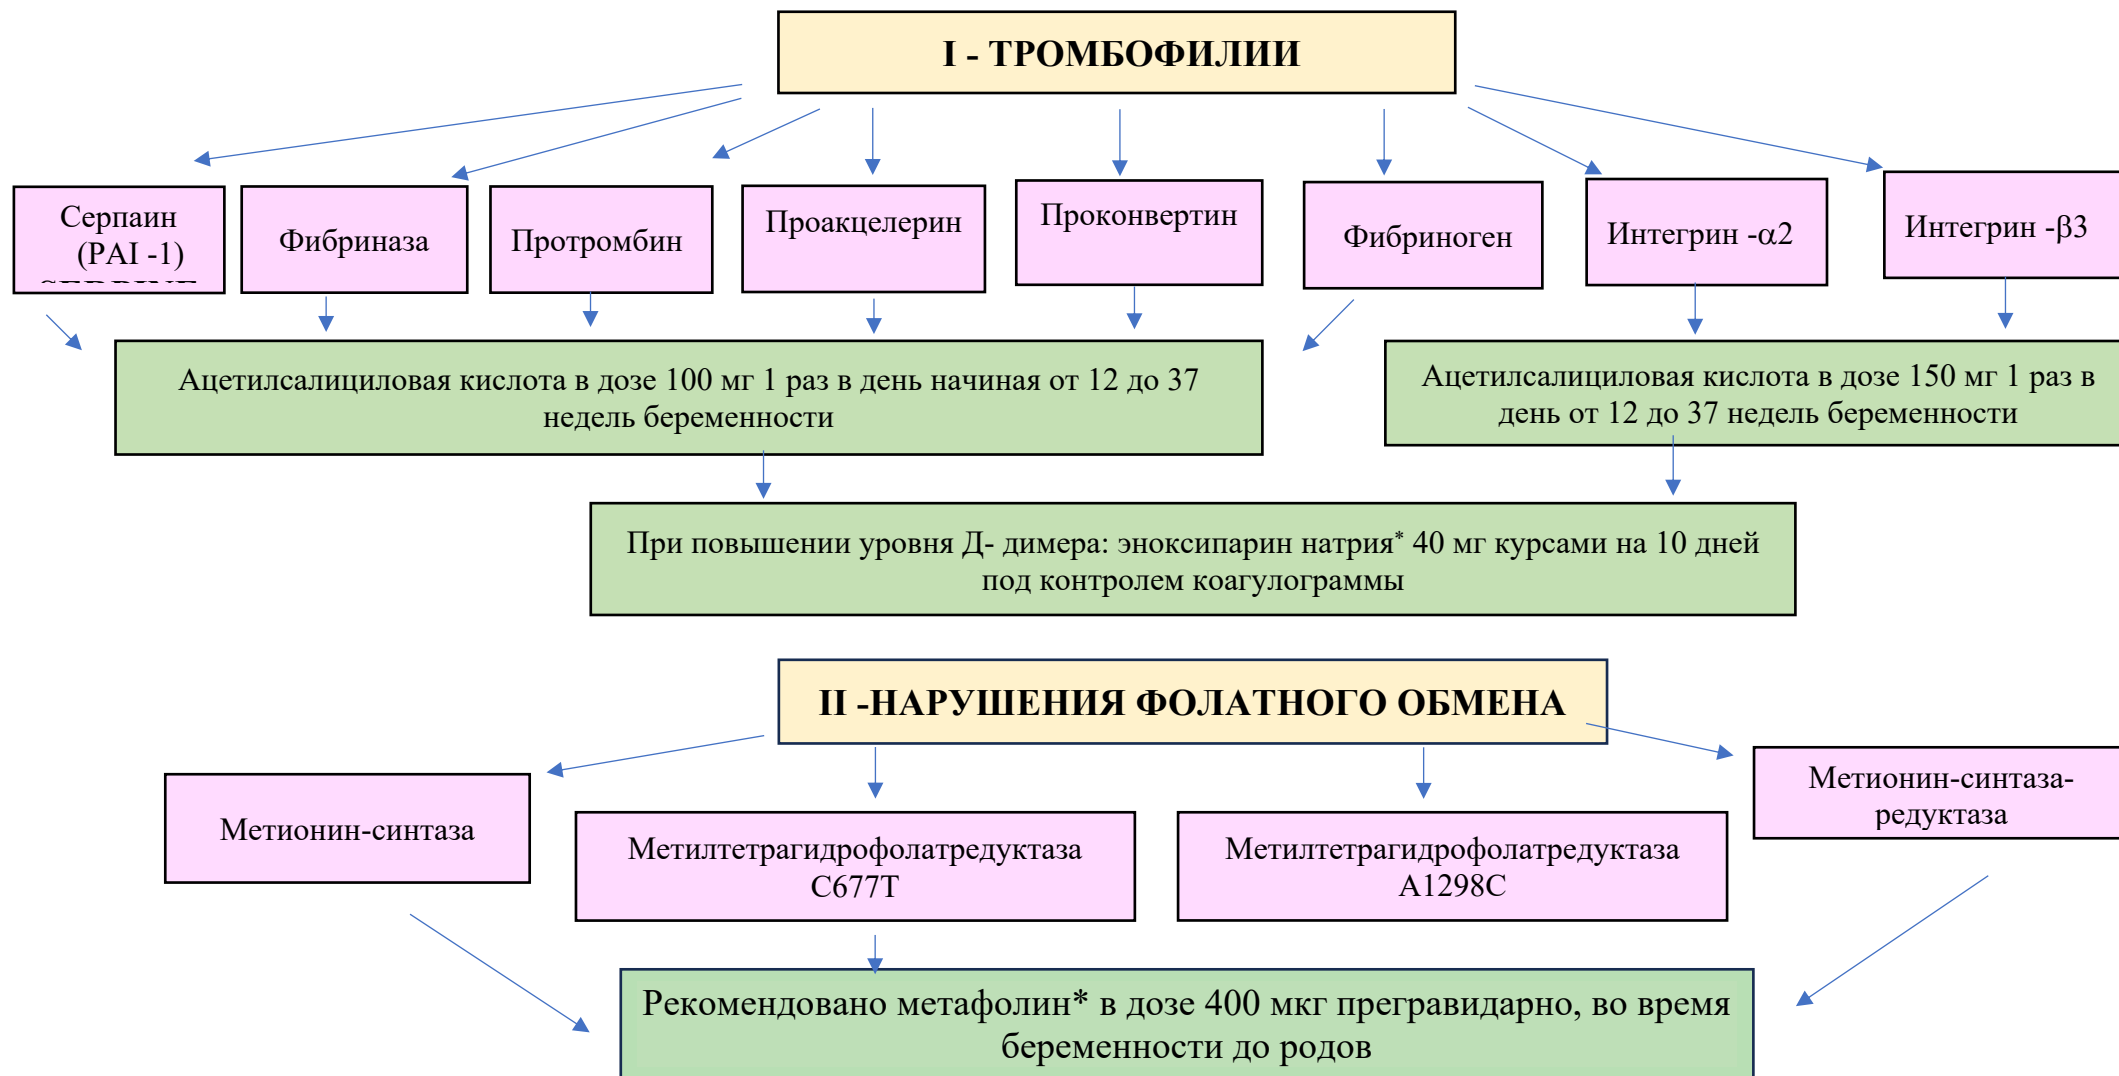 I - ТРОМБОФИЛИИ
Серпаин
(PAI -1)
Фибриназа
Протромбин
Проакцелерин
Проконвертин
Фибриноген
Интегрин -α2
Интегрин -β3
Ацетилсалициловая кислота в дозе 100 мг 1 раз в день начиная от 12 до 37
недель беременности
Ацетилсалициловая кислота в дозе 150 мг 1 раз в
день от 12 до 37 недель беременности
При повышении уровня Д- димера: эноксипарин натрия* 40 мг курсами на 10 дней
под контролем коагулограммы
II -НАРУШЕНИЯ ФОЛАТНОГО ОБМЕНА
Метионин-синтаза
Метилтетрагидрофолатредуктаза
C677T
Метилтетрагидрофолатредуктаза
A1298C
Метионин-синтаза-
редуктаза
Рекомендовано метафолин* в дозе 400 мкг прегравидарно, во время
беременности до родов